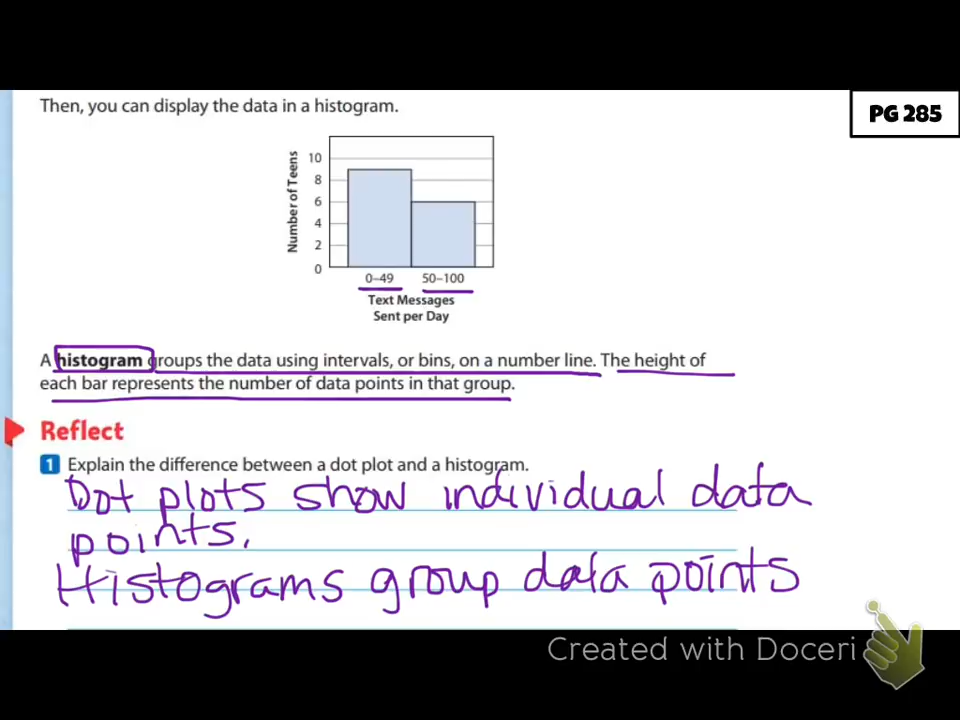 PG 285
Then, you can display the data in a histogram.
Number of Teens
10
8
6
4
2
0
0–49 50–100
Text Messages
Sent per Day
A histogram groups the data using intervals, or bins, on a number line. The height of
each bar represents the number of data points in that group.
Reflect
1 Explain the difference between a dot plot and a histogram.
Dot plots show individual data
points.
Histograms group data points
Created with Doceri